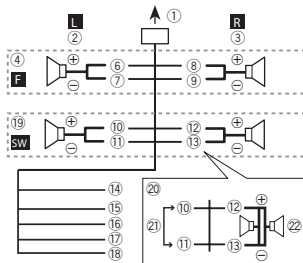 ①
L R
② ③
④ ⊕ ⑥ ⑧ ⊕
F ⊖ ⑦ ⑨ ⊖
⑲ ⊕ ⑩ ⑫ ⊕
SW ⊖ ⑪ ⑬ ⊖
⑭ ⑳
⑮ ⑩ ⑫ ⊕
⑯ ㉑ ㉒
⑰ ⑪ ⑬ ⊖
⑱